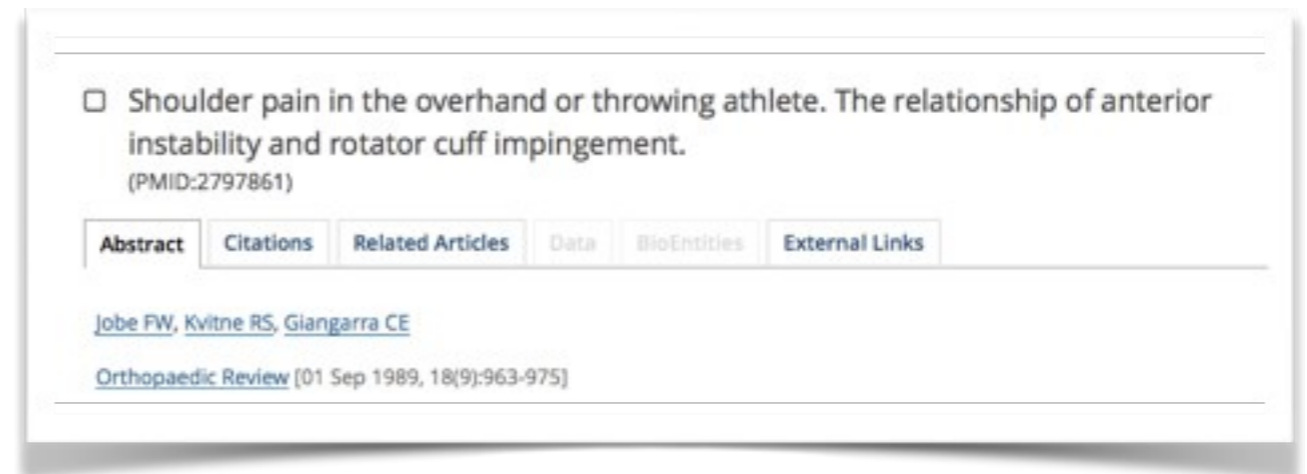 Shoulder pain in the overhand or throwing athlete. The relationship of anterior
instability and rotator cuff impingement.
(PMID:2797861)
Abstract Citations Related Articles Data BioEntities External Links
Jobe FW, Kvitne RS, Giangarra CE
Orthopaedic Review [01 Sep 1989, 18(9):963-975]